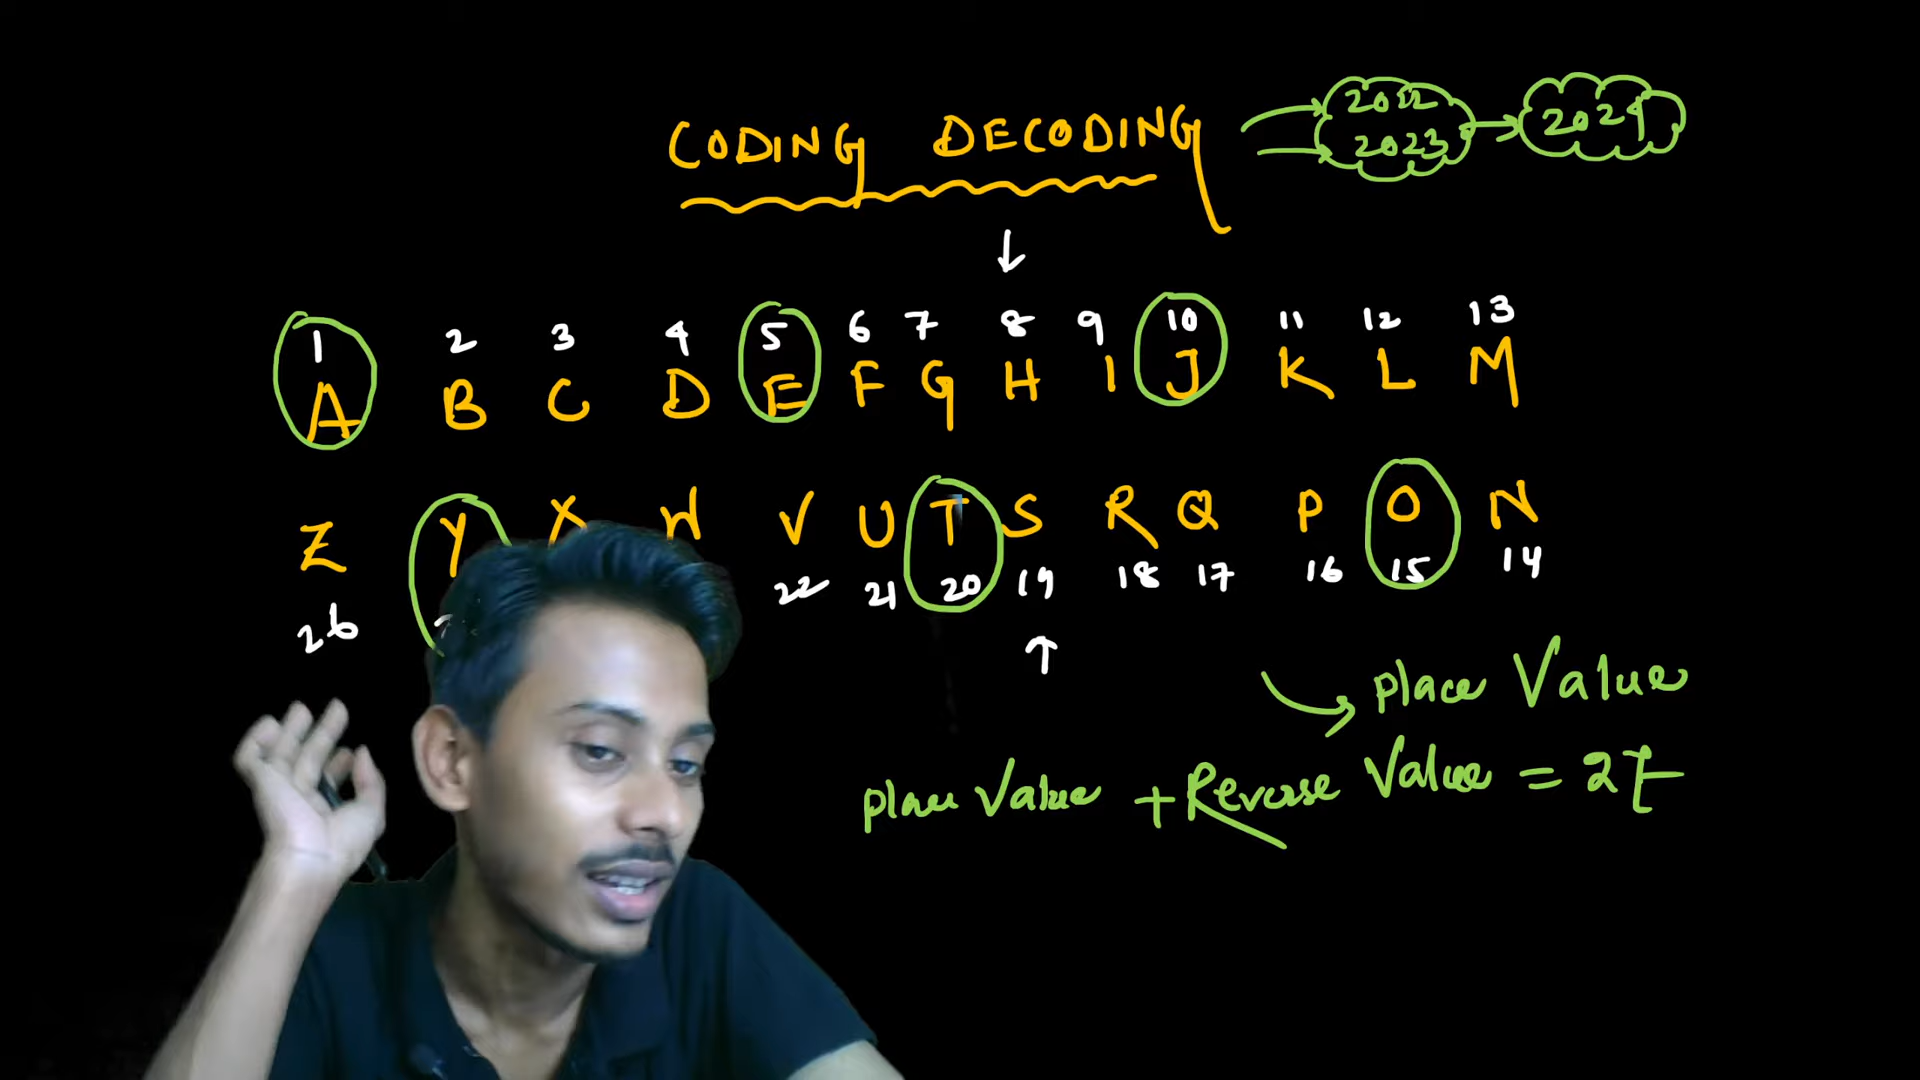 CODING DECODING
2022
2023
2024
1 2 3 4 5 6 7 8 9 10 11 12 13
A B C D E F G H I J K L M
Z Y X W V U T S R Q P O N
26 22 21 20 19 18 17 16 15 14
place Value
place Value + Reverse Value = 27